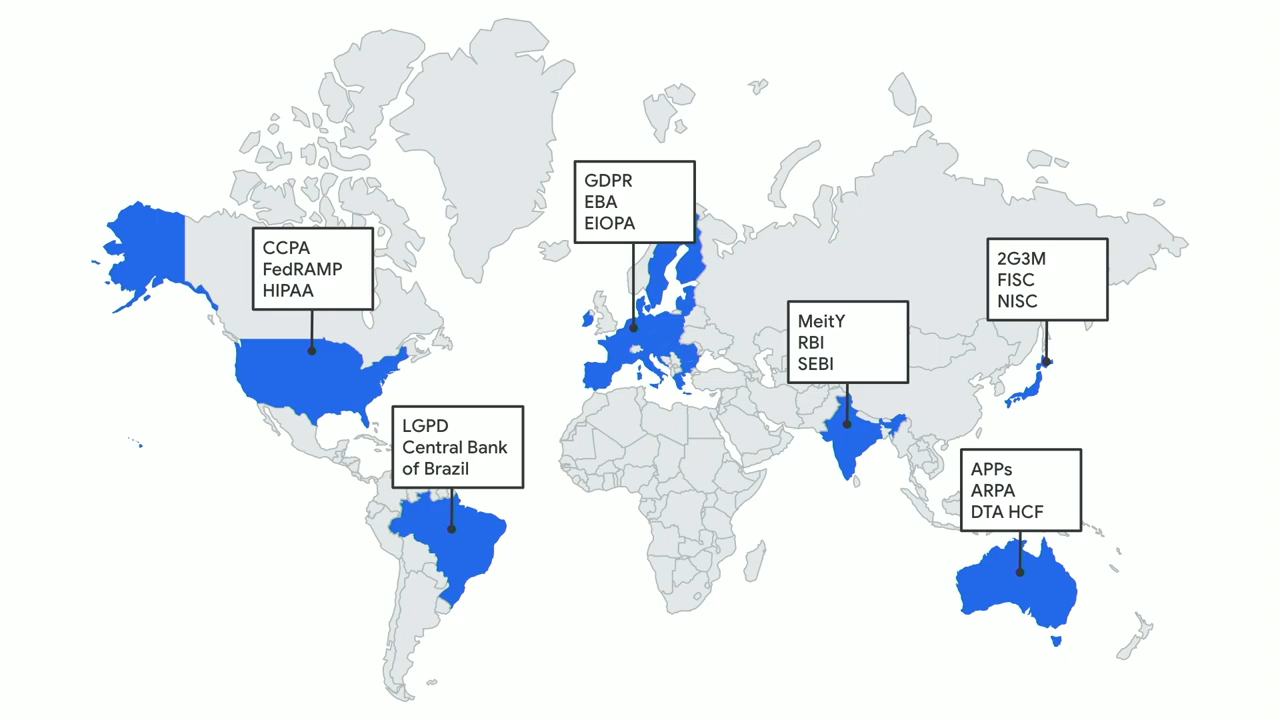 GDPR
EBA
EIOPA
CCPA
FedRAMP
HIPAA
2G3M
FISC
NISC
MeitY
RBI
SEBI
LGPD
Central Bank
of Brazil
APPs
ARPA
DTA HCF